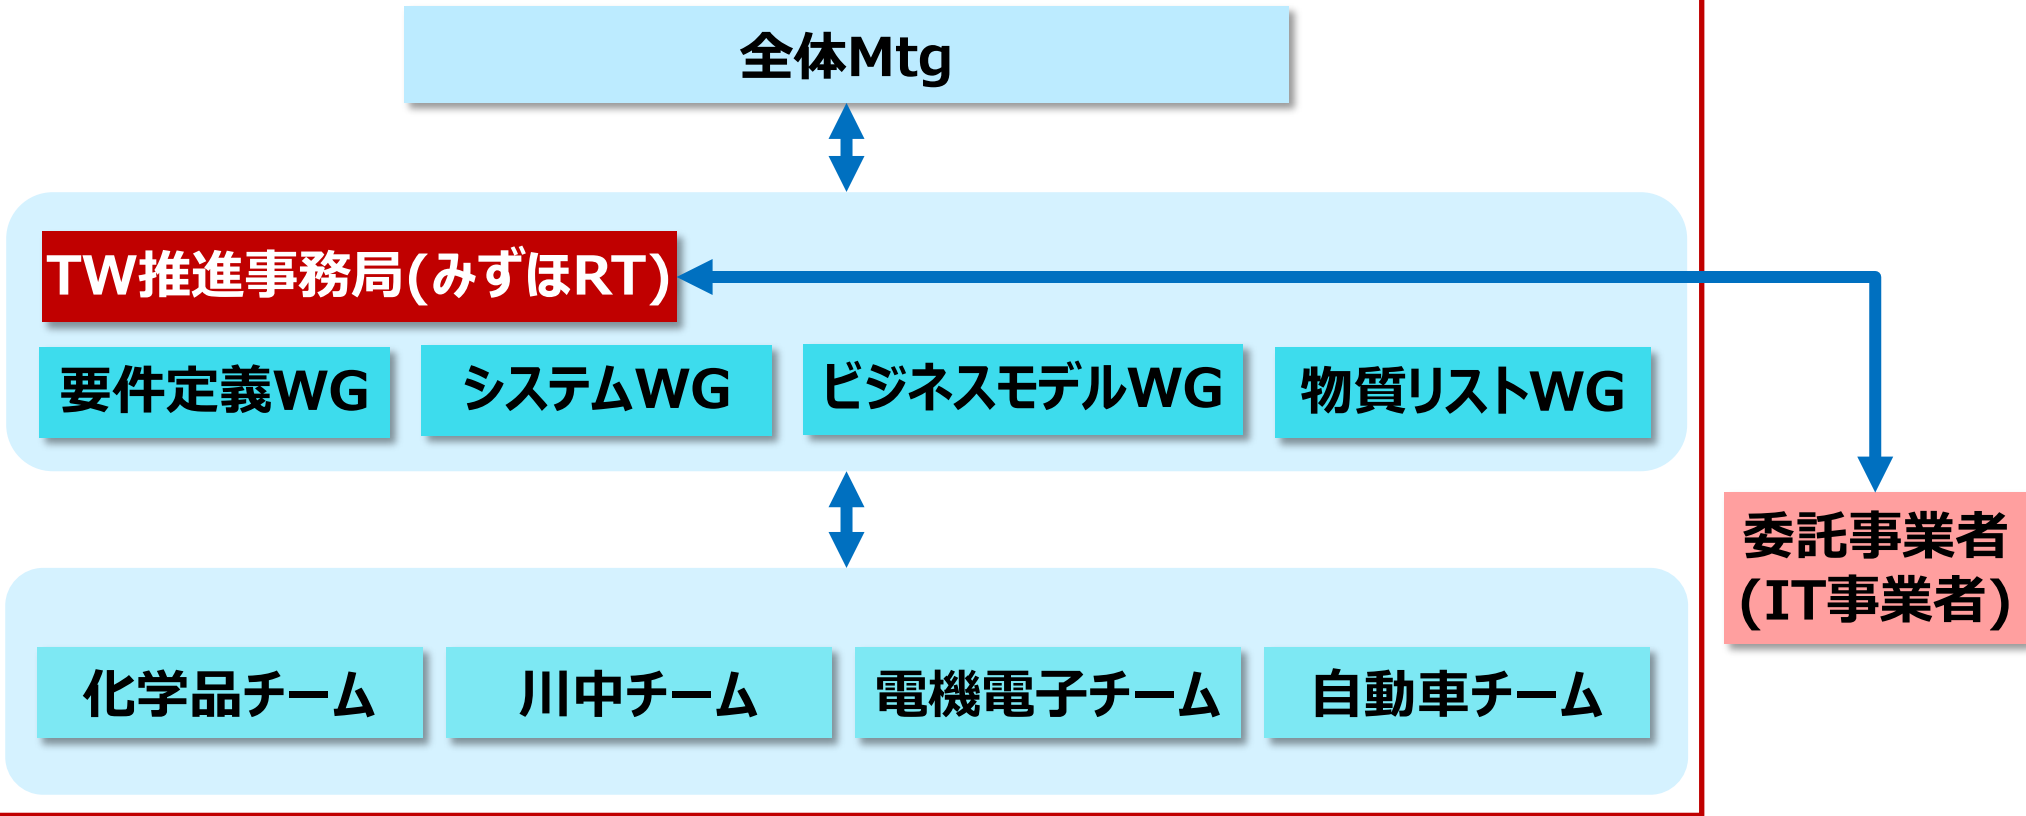 全体Mtg
TW推進事務局(みずほRT)
要件定義WG
システムWG
ビジネスモデルWG
物質リストWG
委託事業者
(IT事業者)
化学品チーム
川中チーム
電機電子チーム
自動車チーム